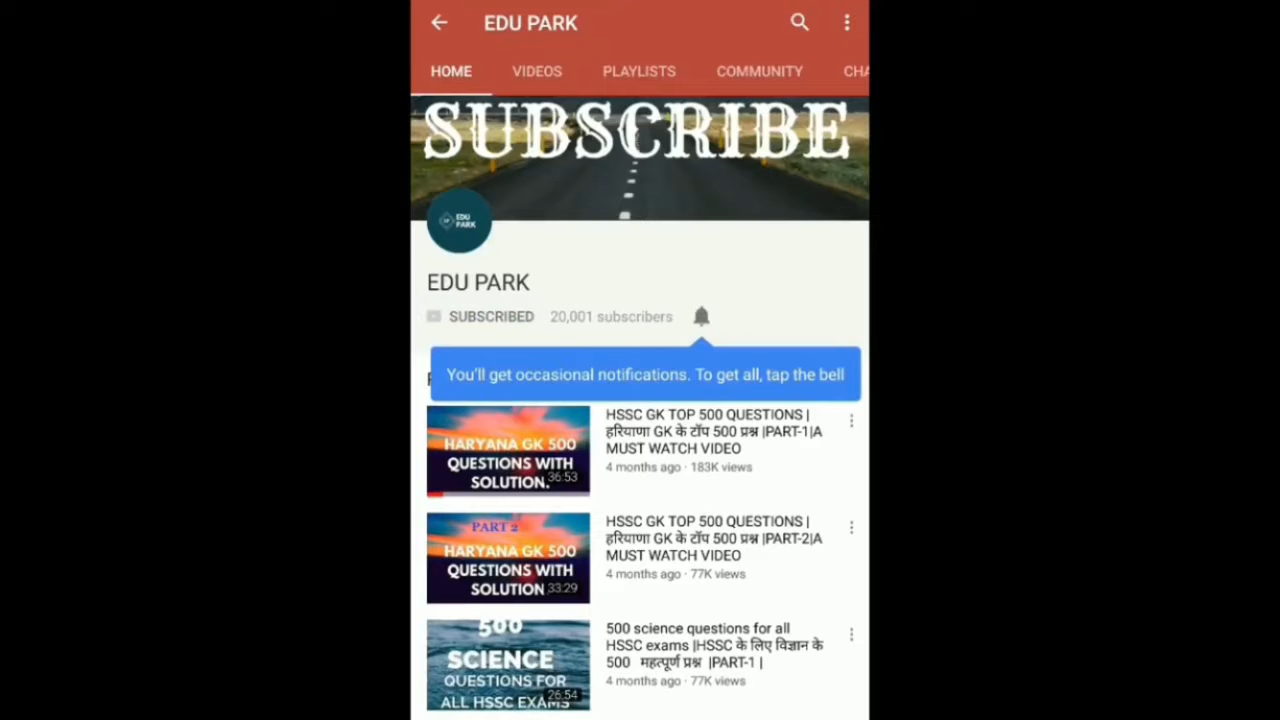 EDU PARK
HOME VIDEOS PLAYLISTS COMMUNITY CHA
SUBSCRIBE
EDU
PARK
EDU PARK
SUBSCRIBED 20,001 subscribers
You'll get occasional notifications. To get all, tap the bell
HARYANA GK 500
QUESTIONS WITH
SOLUTION.
36:53
HSSC GK TOP 500 QUESTIONS |
हरियाणा GK के टॉप 500 प्रश्न |PART-1|A
MUST WATCH VIDEO
4 months ago · 183K views
PART 2
HARYANA GK 500
QUESTIONS WITH
SOLUTION
33:29
HSSC GK TOP 500 QUESTIONS |
हरियाणा GK के टॉप 500 प्रश्न |PART-2|A
MUST WATCH VIDEO
4 months ago · 77K views
500
SCIENCE
QUESTIONS FOR
ALL HSSC EXAMS
26:54
500 science questions for all
HSSC exams |HSSC के लिए विज्ञान के
500 महत्पूर्ण प्रश्न |PART-1 |
4 months ago · 77K views